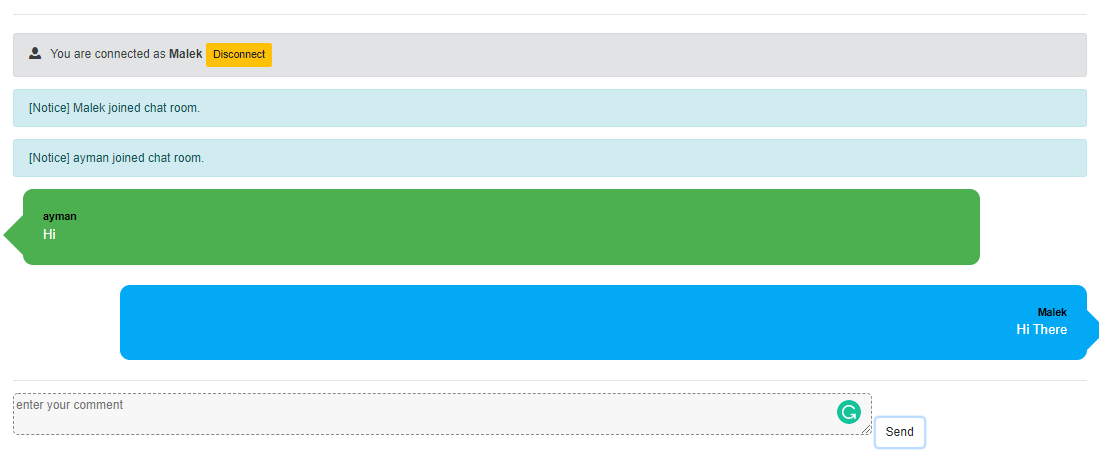 You are connected as Malek Disconnect
[Notice] Malek joined chat room.
[Notice] ayman joined chat room.
ayman
Hi
Malek
Hi There
enter your comment
Send